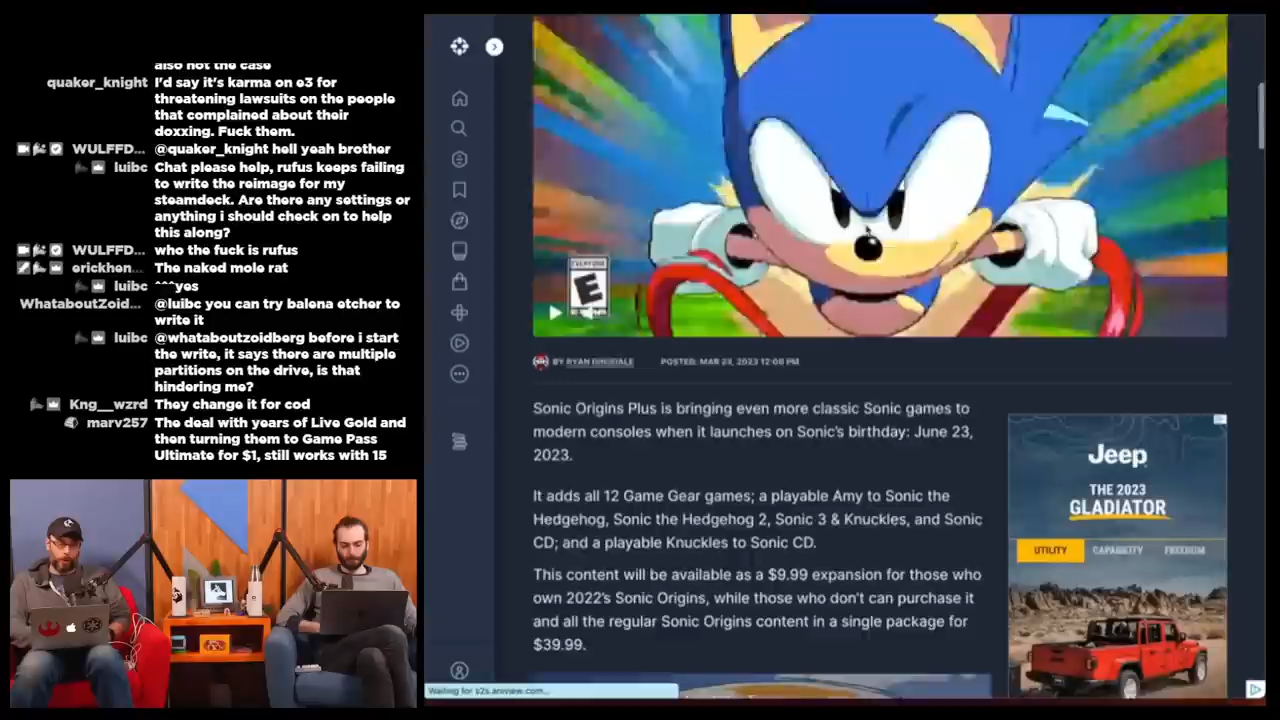 also not the case
quaker_knight I'd say it's karma on e3 for
threatening lawsuits on the people
that complained about their
doxxing. Fuck them.
WULFFD... @quaker_knight hell yeah brother
luibc Chat please help, rufus keeps failing
to write the reimage for my
steamdeck. Are there any settings or
anything i should check on to help
this along?
WULFFD... who the fuck is rufus
erickhen... The naked mole rat
luibc ^^^yes
WhataboutZoid... @luibc you can try balena etcher to
write it
luibc @whataboutzoidberg before i start
the write, it says there are multiple
partitions on the drive, is that
hindering me?
Kng__wzrd They change it for cod
marv257 The deal with years of Live Gold and
then turning them to Game Pass
Ultimate for $1, still works with 15
EVERYONE
E
BY RYAN DINSDALE POSTED: MAR 23, 2023 12:08 PM
Sonic Origins Plus is bringing even more classic Sonic games to
modern consoles when it launches on Sonic's birthday: June 23,
2023.
It adds all 12 Game Gear games; a playable Amy to Sonic the
Hedgehog, Sonic the Hedgehog 2, Sonic 3 & Knuckles, and Sonic
CD; and a playable Knuckles to Sonic CD.
This content will be available as a $9.99 expansion for those who
own 2022's Sonic Origins, while those who don't can purchase it
and all the regular Sonic Origins content in a single package for
$39.99.
Jeep
THE 2023
GLADIATOR
UTILITY CAPABILITY FREEDOM
Waiting for s2s.aniview.com...